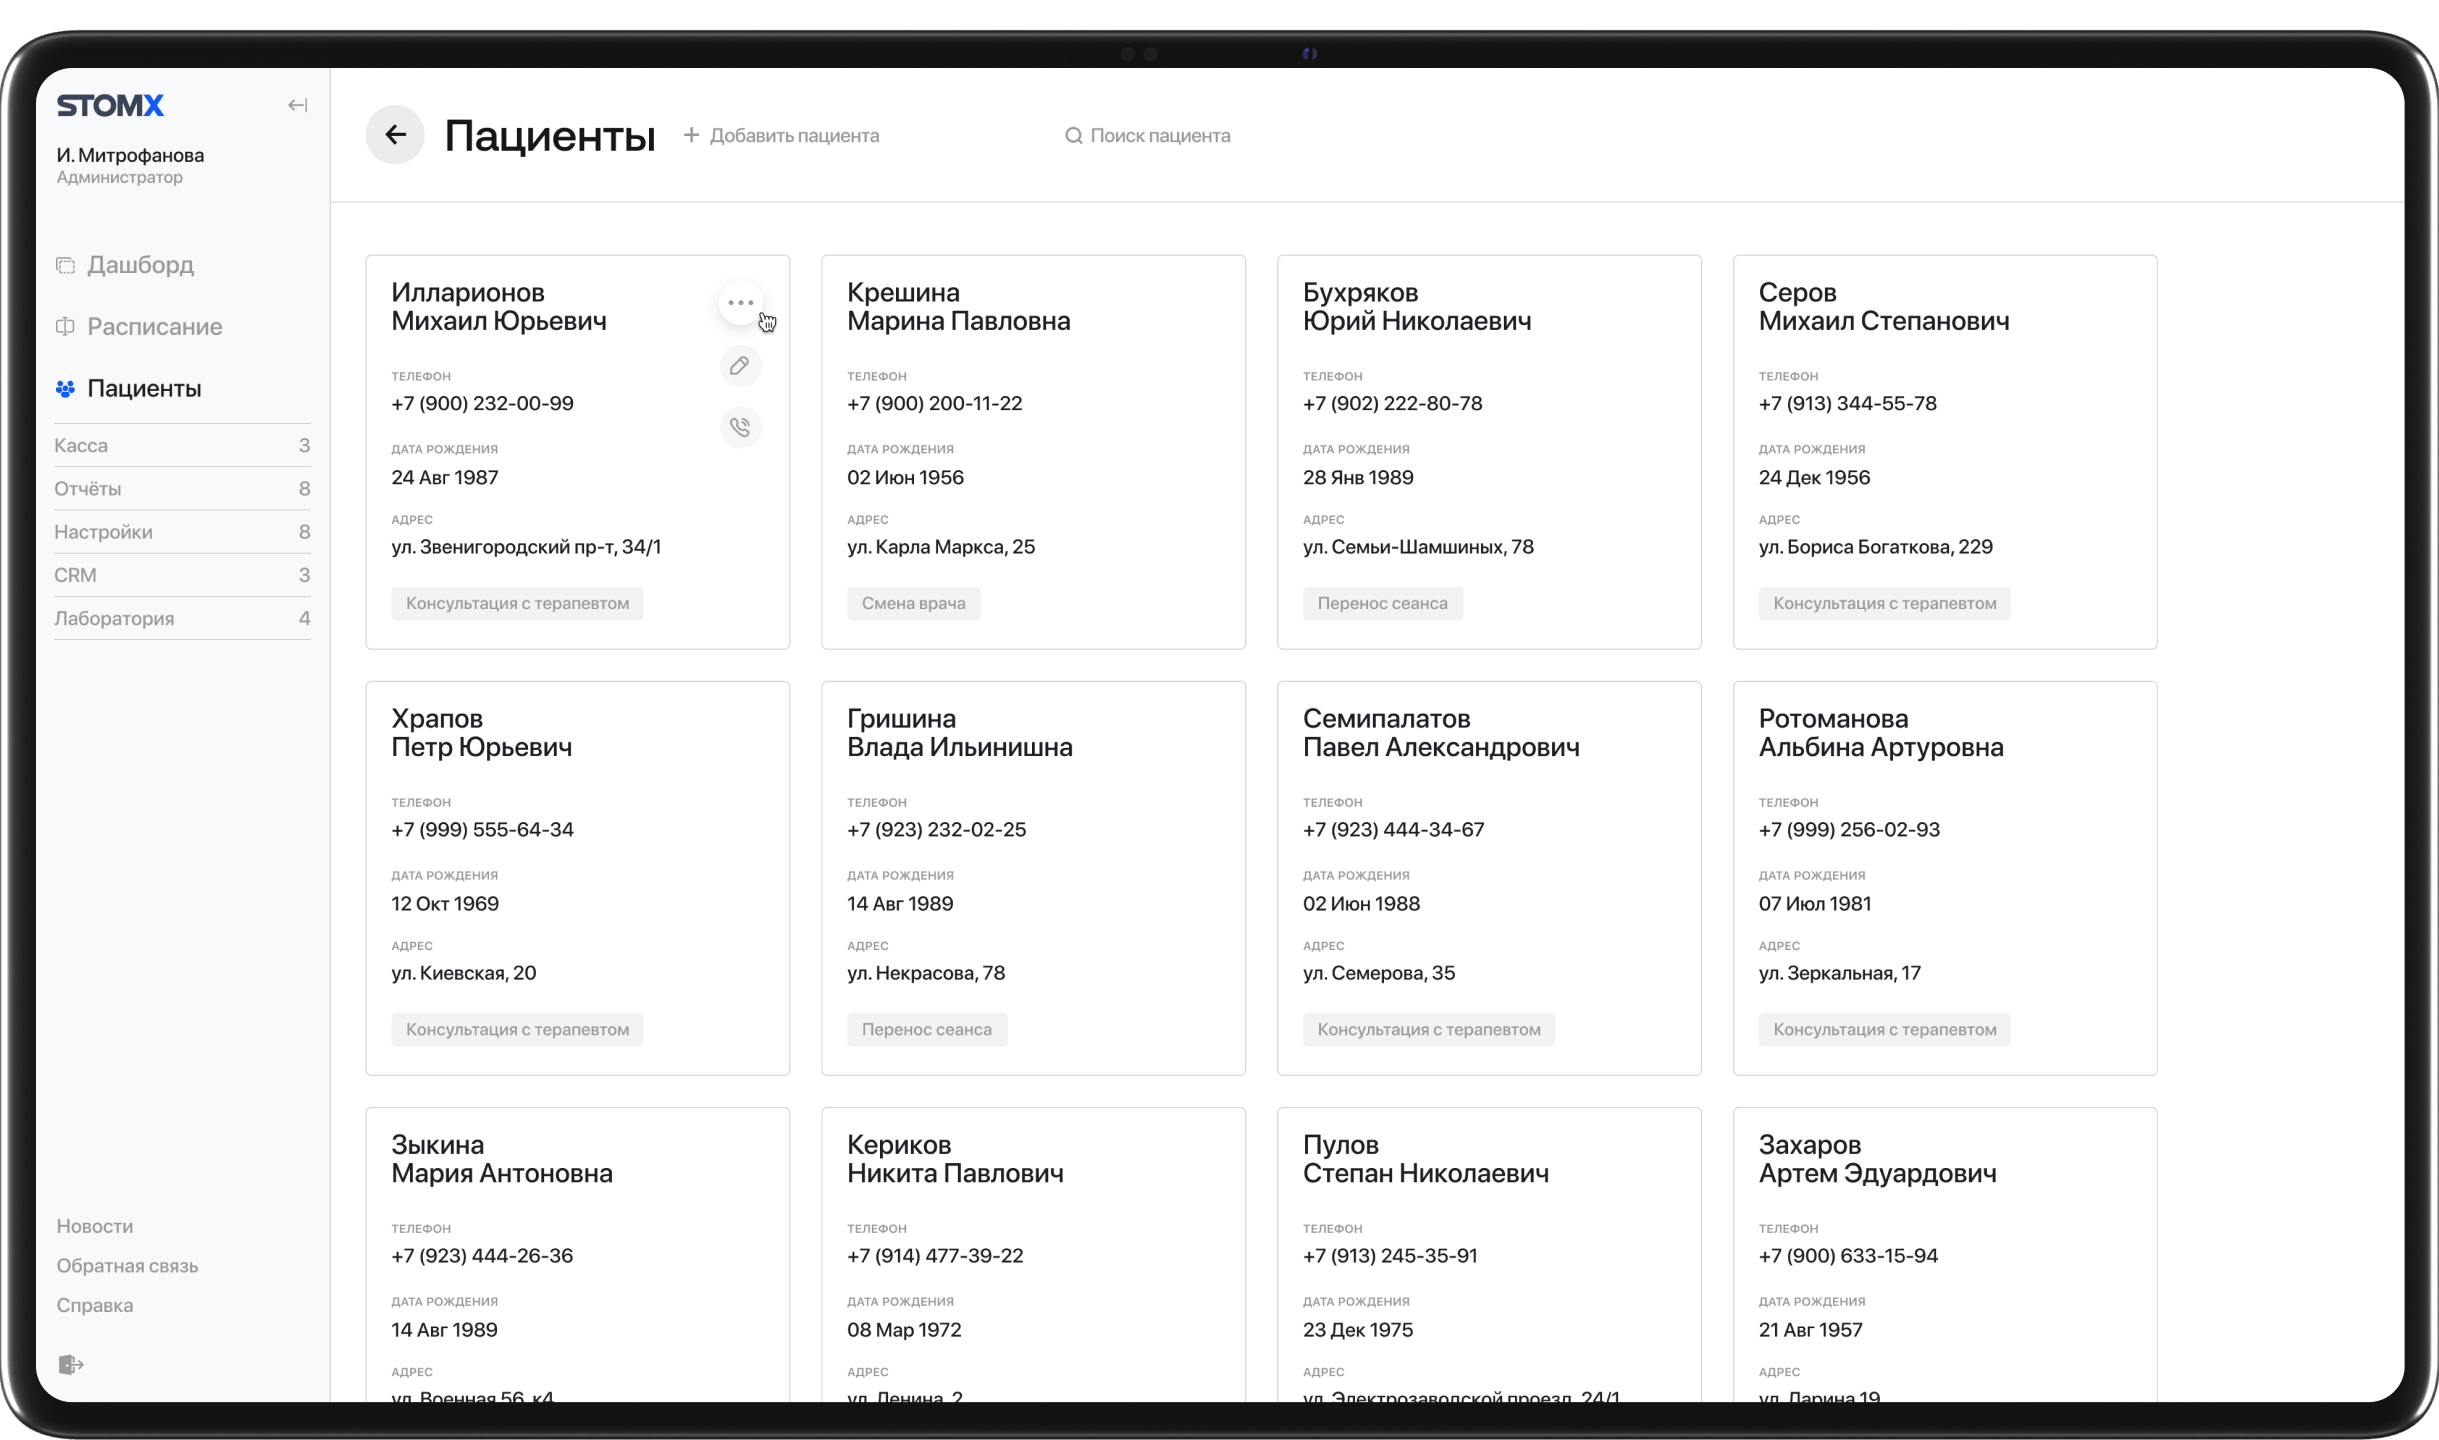 STOMX
И. Митрофанова
Администратор
Дашборд
Расписание
Пациенты
Касса 3
Отчёты 8
Настройки 8
CRM 3
Лаборатория 4
Новости
Обратная связь
Справка
Пациенты
Добавить пациента
Поиск пациента
Илларионов
Михаил Юрьевич
ТЕЛЕФОН
+7 (900) 232-00-99
ДАТА РОЖДЕНИЯ
24 Авг 1987
АДРЕС
ул. Звенигородский пр-т, 34/1
Консультация с терапевтом
Крешина
Марина Павловна
ТЕЛЕФОН
+7 (900) 200-11-22
ДАТА РОЖДЕНИЯ
02 Июн 1956
АДРЕС
ул. Карла Маркса, 25
Смена врача
Бухряков
Юрий Николаевич
ТЕЛЕФОН
+7 (902) 222-80-78
ДАТА РОЖДЕНИЯ
28 Янв 1989
АДРЕС
ул. Семьи-Шамшиных, 78
Перенос сеанса
Серов
Михаил Степанович
ТЕЛЕФОН
+7 (913) 344-55-78
ДАТА РОЖДЕНИЯ
24 Дек 1956
АДРЕС
ул. Бориса Богаткова, 229
Консультация с терапевтом
Храпов
Петр Юрьевич
ТЕЛЕФОН
+7 (999) 555-64-34
ДАТА РОЖДЕНИЯ
12 Окт 1969
АДРЕС
ул. Киевская, 20
Консультация с терапевтом
Гришина
Влада Ильинишна
ТЕЛЕФОН
+7 (923) 232-02-25
ДАТА РОЖДЕНИЯ
14 Авг 1989
АДРЕС
ул. Некрасова, 78
Перенос сеанса
Семипалатов
Павел Александрович
ТЕЛЕФОН
+7 (923) 444-34-67
ДАТА РОЖДЕНИЯ
02 Июн 1988
АДРЕС
ул. Семерова, 35
Консультация с терапевтом
Ротоманова
Альбина Артуровна
ТЕЛЕФОН
+7 (999) 256-02-93
ДАТА РОЖДЕНИЯ
07 Июл 1981
АДРЕС
ул. Зеркальная, 17
Консультация с терапевтом
Зыкина
Мария Антоновна
ТЕЛЕФОН
+7 (923) 444-26-36
ДАТА РОЖДЕНИЯ
14 Авг 1989
АДРЕС
ул. Военная 56, к4
Кериков
Никита Павлович
ТЕЛЕФОН
+7 (914) 477-39-22
ДАТА РОЖДЕНИЯ
08 Мар 1972
АДРЕС
ул. Ленина, 2
Пулов
Степан Николаевич
ТЕЛЕФОН
+7 (913) 245-35-91
ДАТА РОЖДЕНИЯ
23 Дек 1975
АДРЕС
ул. Электрозаводской проезд, 24/1
Захаров
Артем Эдуардович
ТЕЛЕФОН
+7 (900) 633-15-94
ДАТА РОЖДЕНИЯ
21 Авг 1957
АДРЕС
ул.